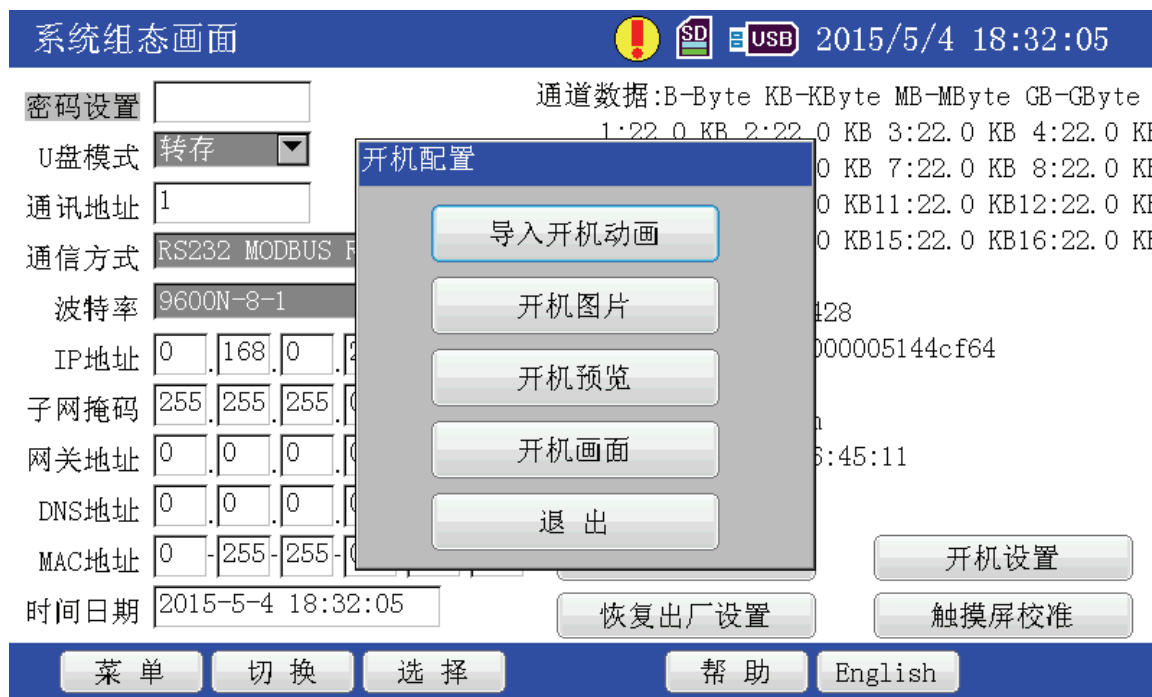 系统组态画面 SD USB 2015/5/4 18:32:05
密码设置
通道数据:B-Byte KB-KByte MB-MByte GB-GByte
1:22.0 KB 2:22.0 KB 3:22.0 KB 4:22.0
U盘模式 转存
0 KB 7:22.0 KB 8:22.0
通讯地址 1
0 KB11:22.0 KB12:22.0
通信方式 RS232 MODBUS
0 KB15:22.0 KB16:22.0
波特率 9600N-8-1
428
IP地址 0 .168.0 .
000005144cf64
子网掩码 255.255.255.
网关地址 0 .0 .0 .
:45:11
DNS地址 0 .0 .0 .
MAC地址 0 -255-255-
时间日期 2015-5-4 18:32:05
开机配置
导入开机动画
开机图片
开机预览
开机画面
退 出
开机设置
恢复出厂设置
触摸屏校准
菜 单 切 换 选 择 帮 助 English